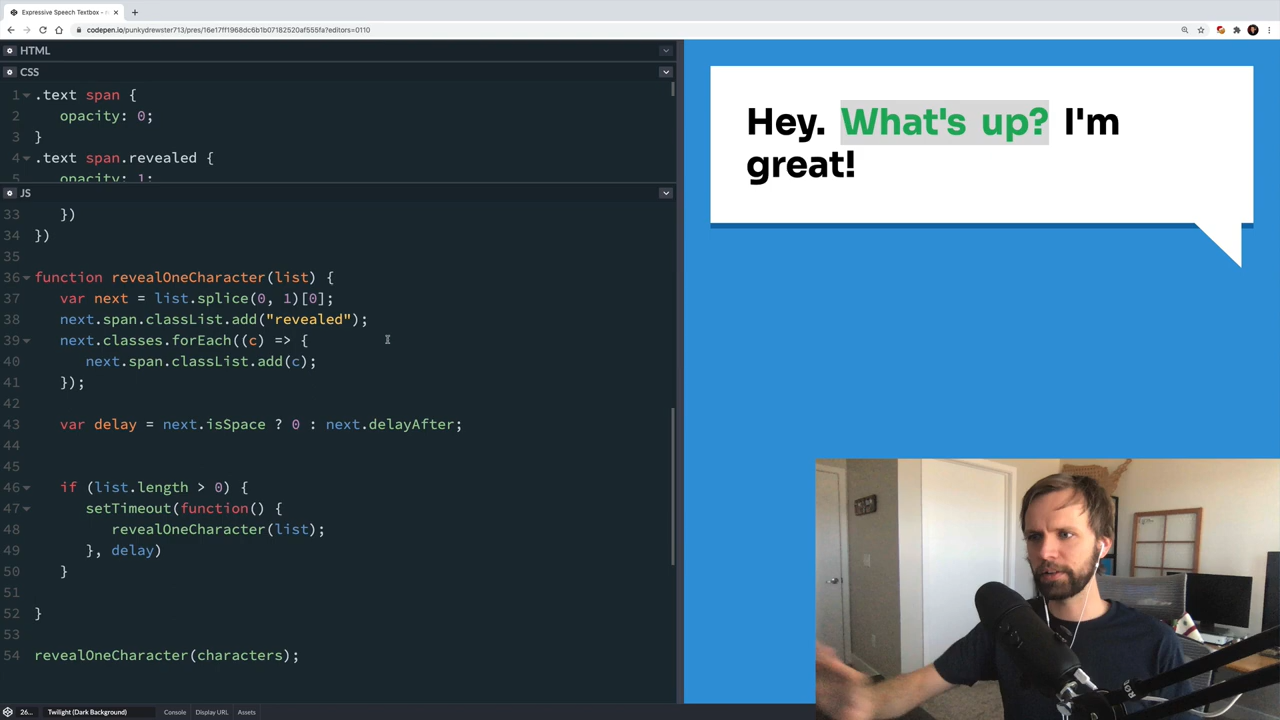 Expressive Speech Textbox -
codepen.io/punkydrewster713/pres/16e17ff1968dc6b1b07182520af555fa?editors=0110
HTML
CSS
1 .text span {
2 opacity: 0;
3 }
4 .text span.revealed {
5 opacity: 1;
JS
33 })
34 })
35
36 function revealOneCharacter(list) {
37 var next = list.splice(0, 1)[0];
38 next.span.classList.add("revealed");
39 next.classes.forEach((c) => {
40 next.span.classList.add(c);
41 });
42
43 var delay = next.isSpace ? 0 : next.delayAfter;
44
45
46 if (list.length > 0) {
47 setTimeout(function() {
48 revealOneCharacter(list);
49 }, delay)
50 }
51
52 }
53
54 revealOneCharacter(characters);
Hey. What's up? I'm
great!
26... Twilight (Dark Background) Console Display URL Assets